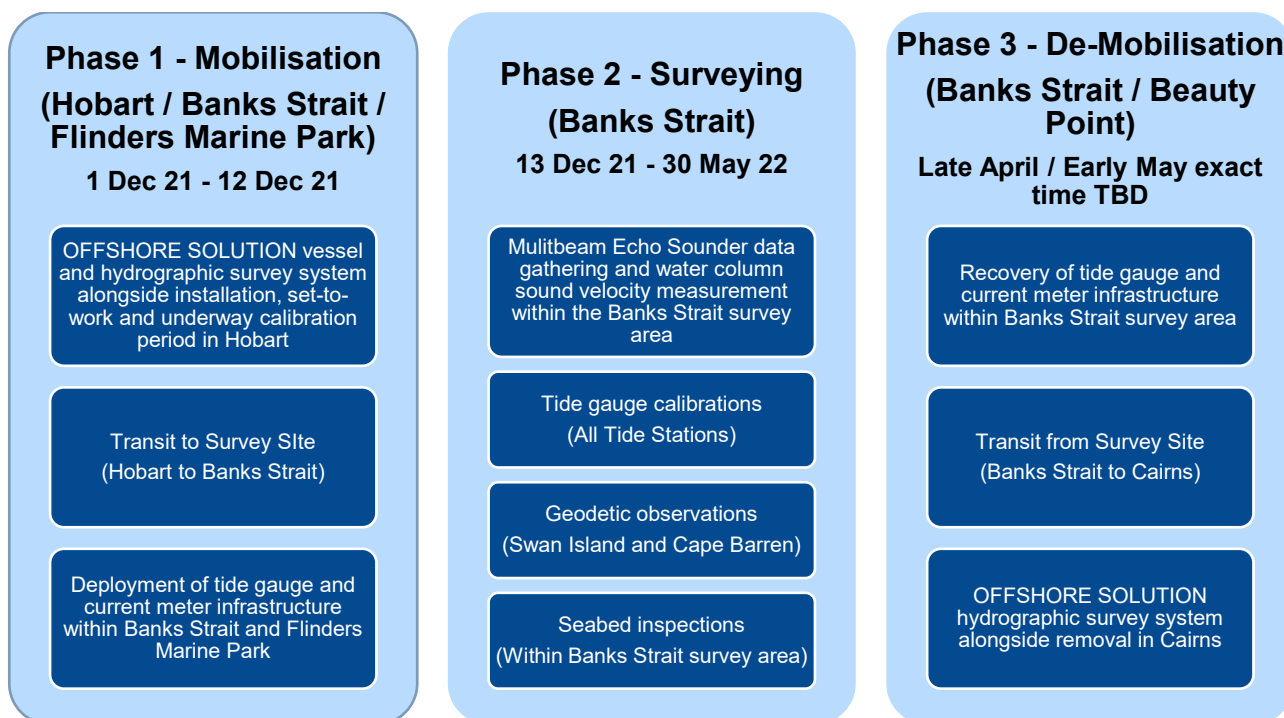 Phase 1 - Mobilisation
(Hobart / Banks Strait /
Flinders Marine Park)
1 Dec 21 - 12 Dec 21
OFFSHORE SOLUTION vessel
and hydrographic survey system
alongside installation, set-to-
work and underway calibration
period in Hobart
Transit to Survey SIte
(Hobart to Banks Strait)
Deployment of tide gauge and
current meter infrastructure
within Banks Strait and Flinders
Marine Park
Phase 2 - Surveying
(Banks Strait)
13 Dec 21 - 30 May 22
Mulitbeam Echo Sounder data
gathering and water column
sound velocity measurement
within the Banks Strait survey
area
Tide gauge calibrations
(All Tide Stations)
Geodetic observations
(Swan Island and Cape Barren)
Seabed inspections
(Within Banks Strait survey area)
Phase 3 - De-Mobilisation
(Banks Strait / Beauty
Point)
Late April / Early May exact
time TBD
Recovery of tide gauge and
current meter infrastructure
within Banks Strait survey area
Transit from Survey Site
(Banks Strait to Cairns)
OFFSHORE SOLUTION
hydrographic survey system
alongside removal in Cairns